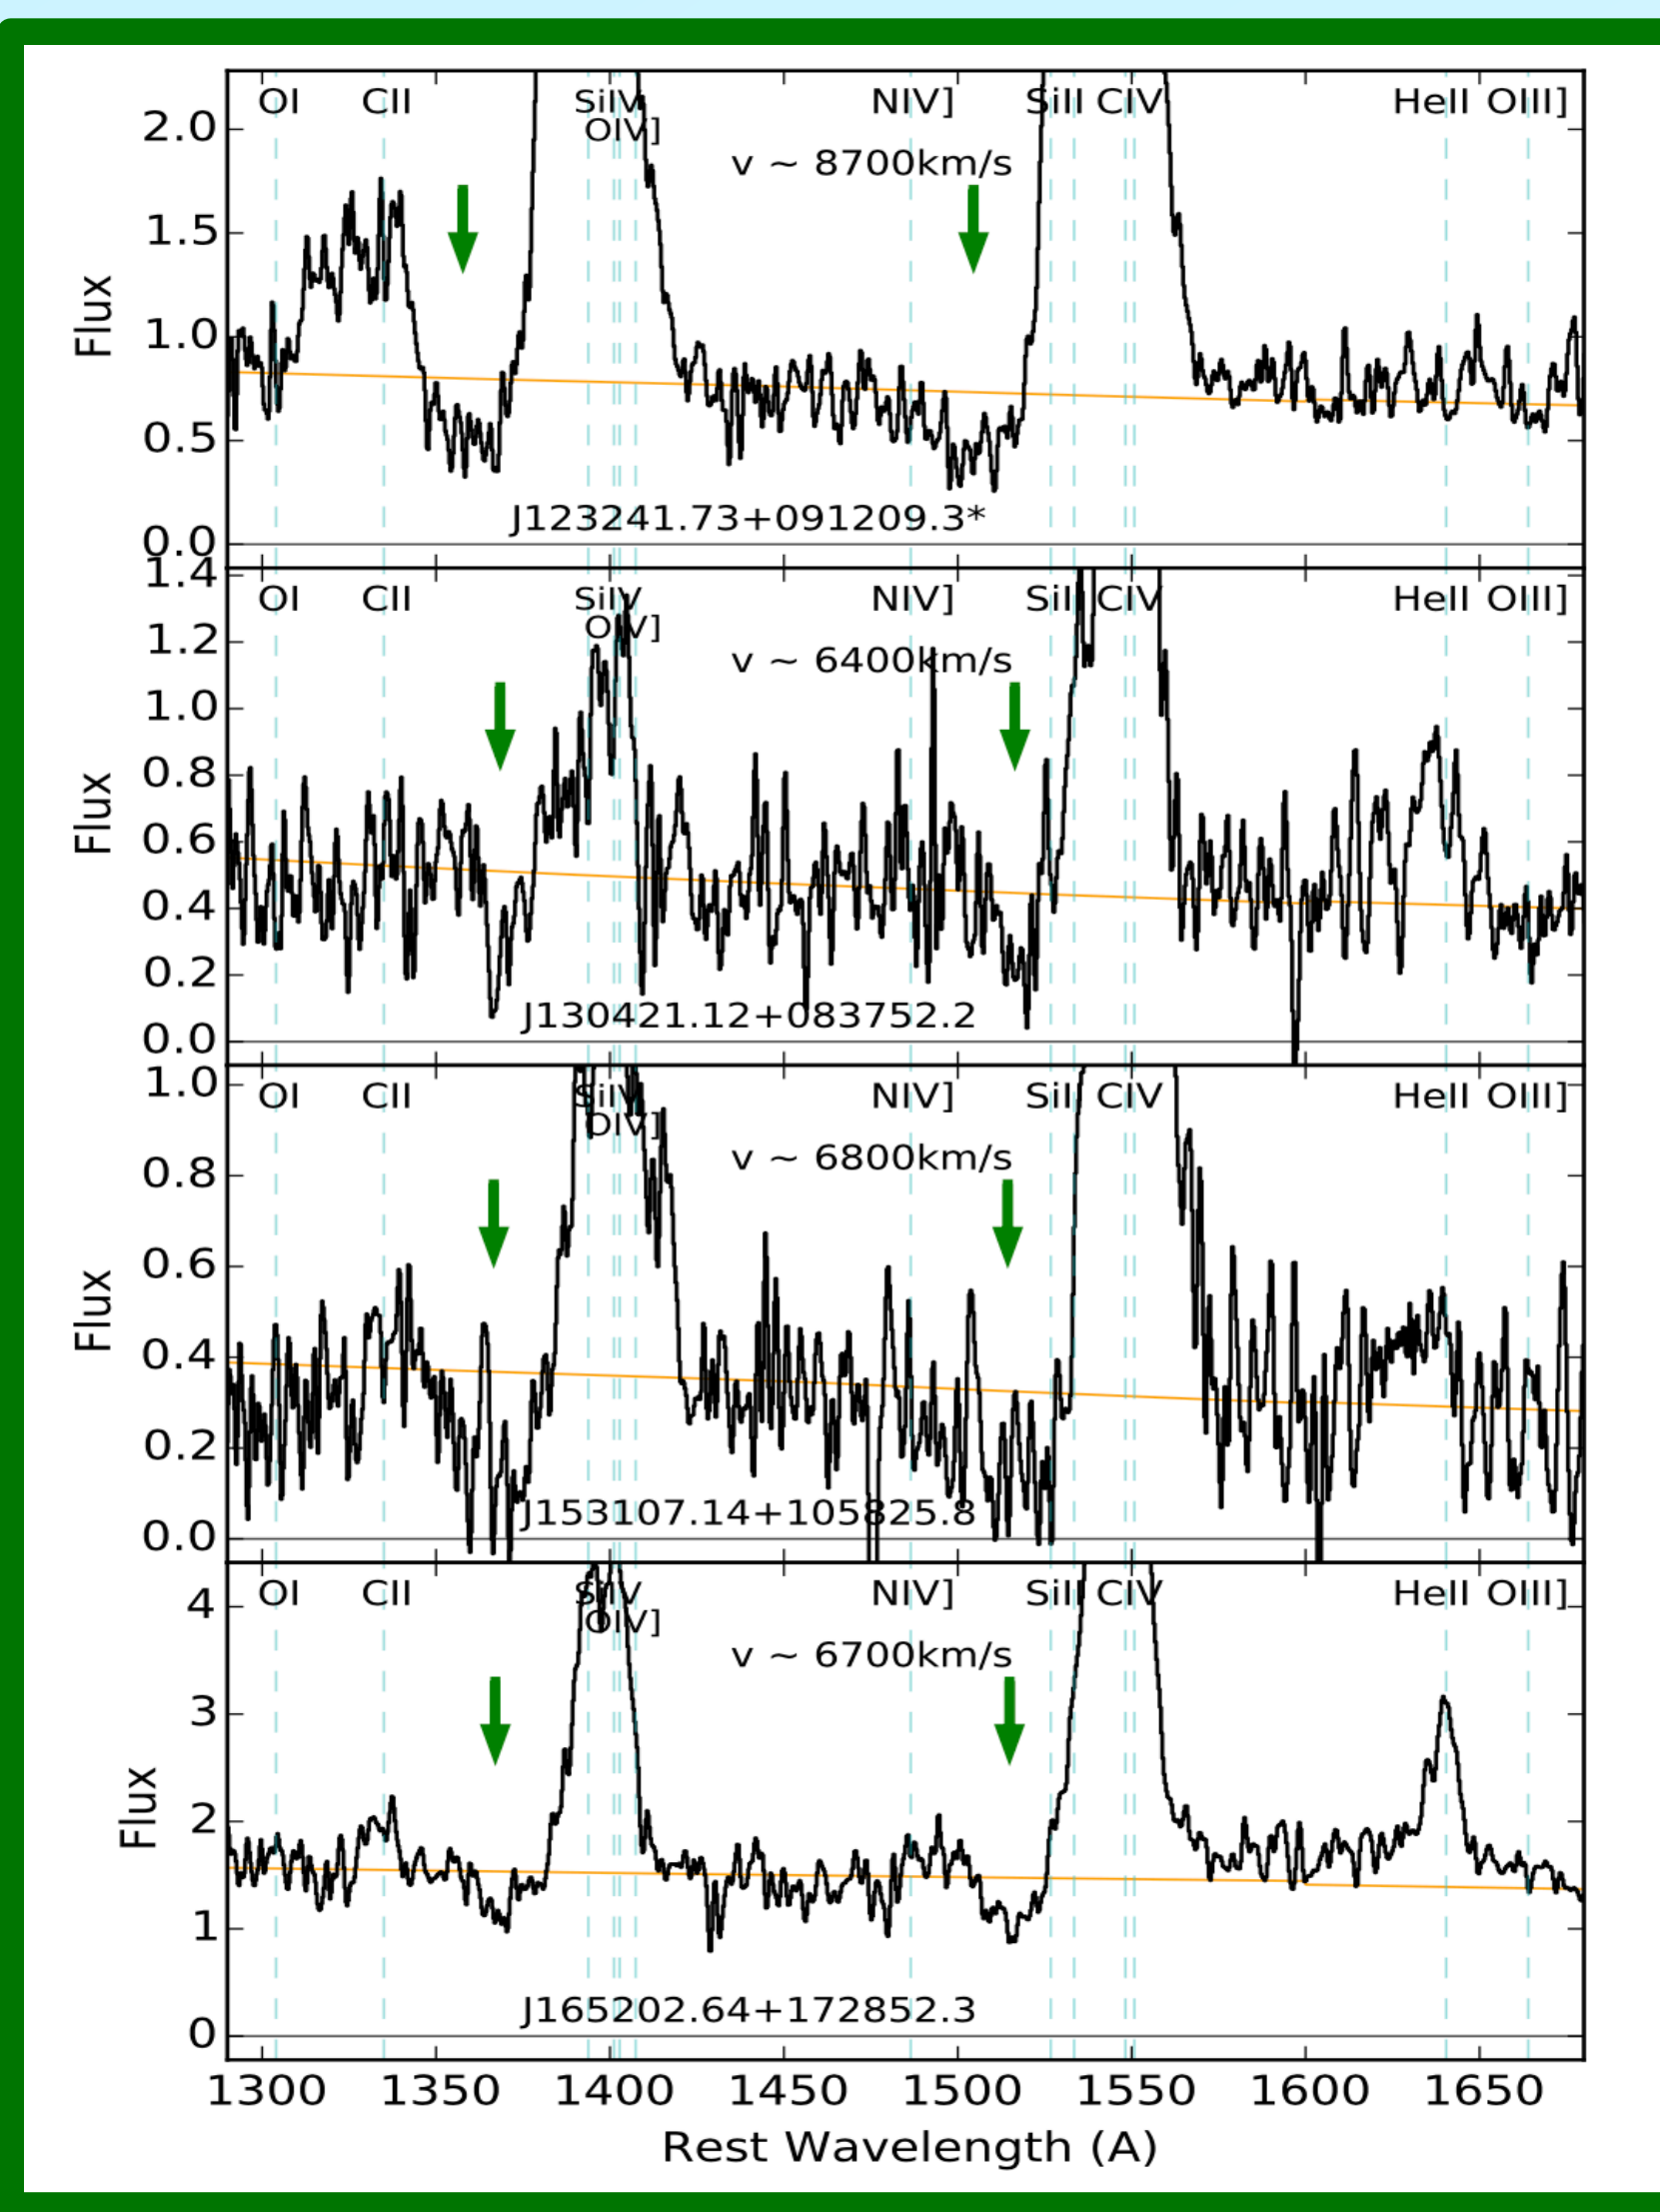 OI CII SiIV NIV] SiII CIV HeII OIII]
OIV]
v ~ 8700km/s
2.0
1.5
1.0
0.5
0.0
Flux
J123241.73+091209.3*
OI CII SiIV NIV] SiII CIV HeII OIII]
OIV]
v ~ 6400km/s
1.4
1.2
1.0
0.8
0.6
0.4
0.2
0.0
Flux
J130421.12+083752.2
OI CII SiIV NIV] SiII CIV HeII OIII]
OIV]
v ~ 6800km/s
1.0
0.8
0.6
0.4
0.2
0.0
Flux
J153107.14+105825.8
OI CII SiIV NIV] SiII CIV HeII OIII]
OIV]
v ~ 6700km/s
4
3
2
1
0
Flux
J165202.64+172852.3
1300 1350 1400 1450 1500 1550 1600 1650
Rest Wavelength (A)